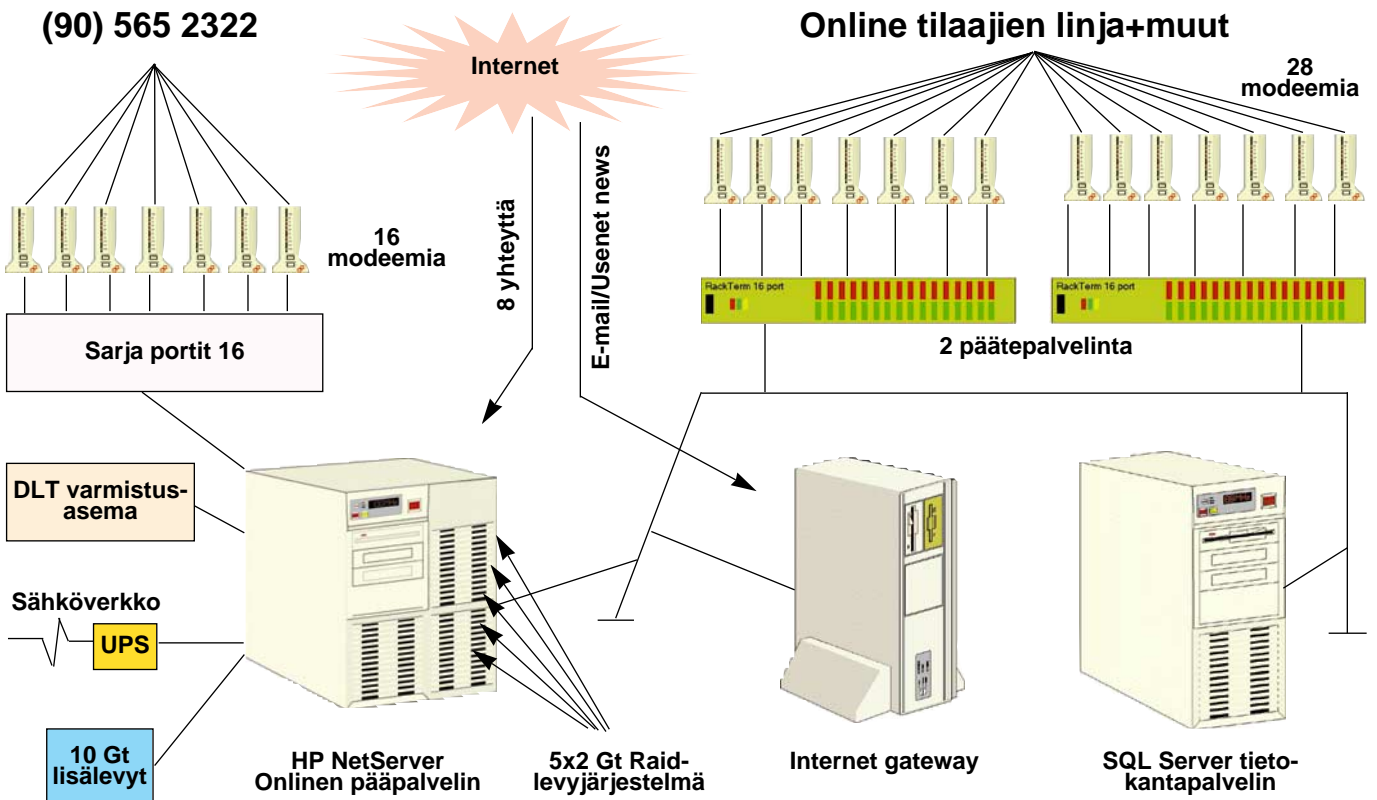 (90) 565 2322
Internet
Online tilaajien linja+muut
28
modeemia
16
modeemia
8 yhteyttä
E-mail/Usenet news
RackTerm 16 port
RackTerm 16 port
Sarja portit 16
2 päätepalvelinta
DLT varmistus-
asema
Sähköverkko
UPS
10 Gt
lisälevyt
HP NetServer
Onlinen pääpalvelin
5x2 Gt Raid-
levyjärjestelmä
Internet gateway
SQL Server tieto-
kantapalvelin